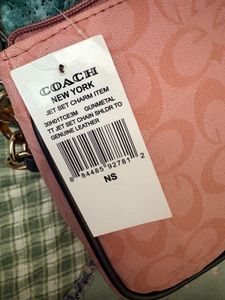 COACH
NEW YORK
JET SET CHARM ITEM
30H01TCE3M GUNMETAL
TT JET SET CHAIN SHLDR TO
GENUINE LEATHER
8 84485 92781 2
NS